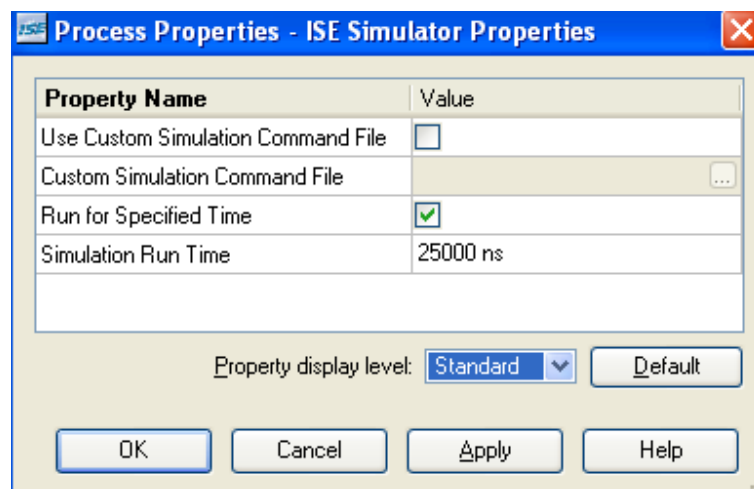 ISE Process Properties - ISE Simulator Properties
Property Name Value
Use Custom Simulation Command File
Custom Simulation Command File ...
Run for Specified Time
Simulation Run Time 25000 ns
Property display level: Standard Default
OK Cancel Apply Help